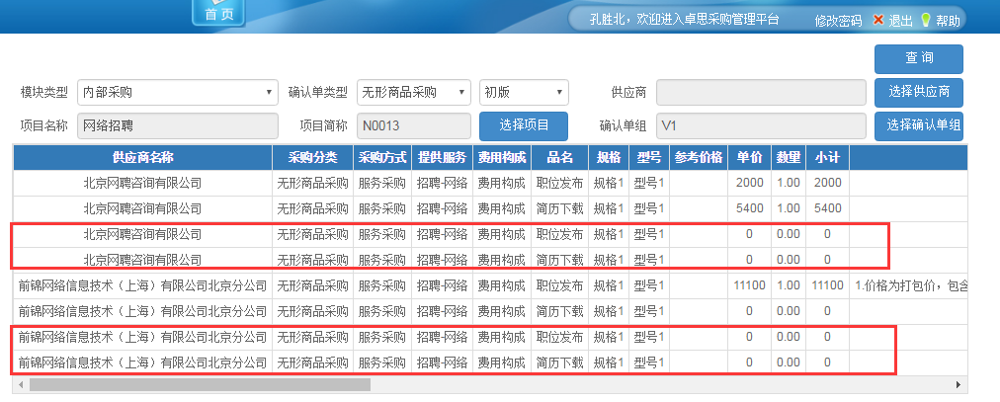 首 页
孔胜北，欢迎进入卓思采购管理平台 修改密码 退出 帮助
查 询
模块类型 内部采购 确认单类型 无形商品采购 初版 供应商 选择供应商
项目名称 网络招聘 项目简称 N0013 选择项目 确认单组 V1 选择确认单组
供应商名称 采购分类 采购方式 提供服务 费用构成 品名 规格 型号 参考价格 单价 数量 小计
北京网聘咨询有限公司 无形商品采购 服务采购 招聘-网络 费用构成 职位发布 规格1 型号1 2000 1.00 2000
北京网聘咨询有限公司 无形商品采购 服务采购 招聘-网络 费用构成 简历下载 规格1 型号1 5400 1.00 5400
北京网聘咨询有限公司 无形商品采购 服务采购 招聘-网络 费用构成 职位发布 规格1 型号1 0 0.00 0
北京网聘咨询有限公司 无形商品采购 服务采购 招聘-网络 费用构成 简历下载 规格1 型号1 0 0.00 0
前锦网络信息技术（上海）有限公司北京分公司 无形商品采购 服务采购 招聘-网络 费用构成 职位发布 规格1 型号1 11100 1.00 11100 1.价格为打包价，包含
前锦网络信息技术（上海）有限公司北京分公司 无形商品采购 服务采购 招聘-网络 费用构成 简历下载 规格1 型号1
前锦网络信息技术（上海）有限公司北京分公司 无形商品采购 服务采购 招聘-网络 费用构成 职位发布 规格1 型号1 0 0.00 0
前锦网络信息技术（上海）有限公司北京分公司 无形商品采购 服务采购 招聘-网络 费用构成 简历下载 规格1 型号1 0 0.00 0